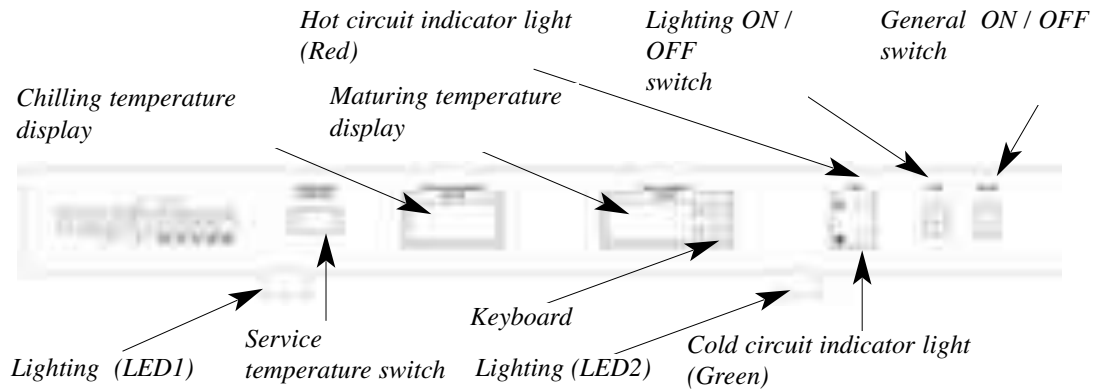 Hot circuit indicator light
(Red)
Lighting ON /
OFF
switch
General ON / OFF
switch
Chilling temperature
display
Maturing temperature
display
Keyboard
Service
temperature switch
Lighting (LED1)
Lighting (LED2)
Cold circuit indicator light
(Green)